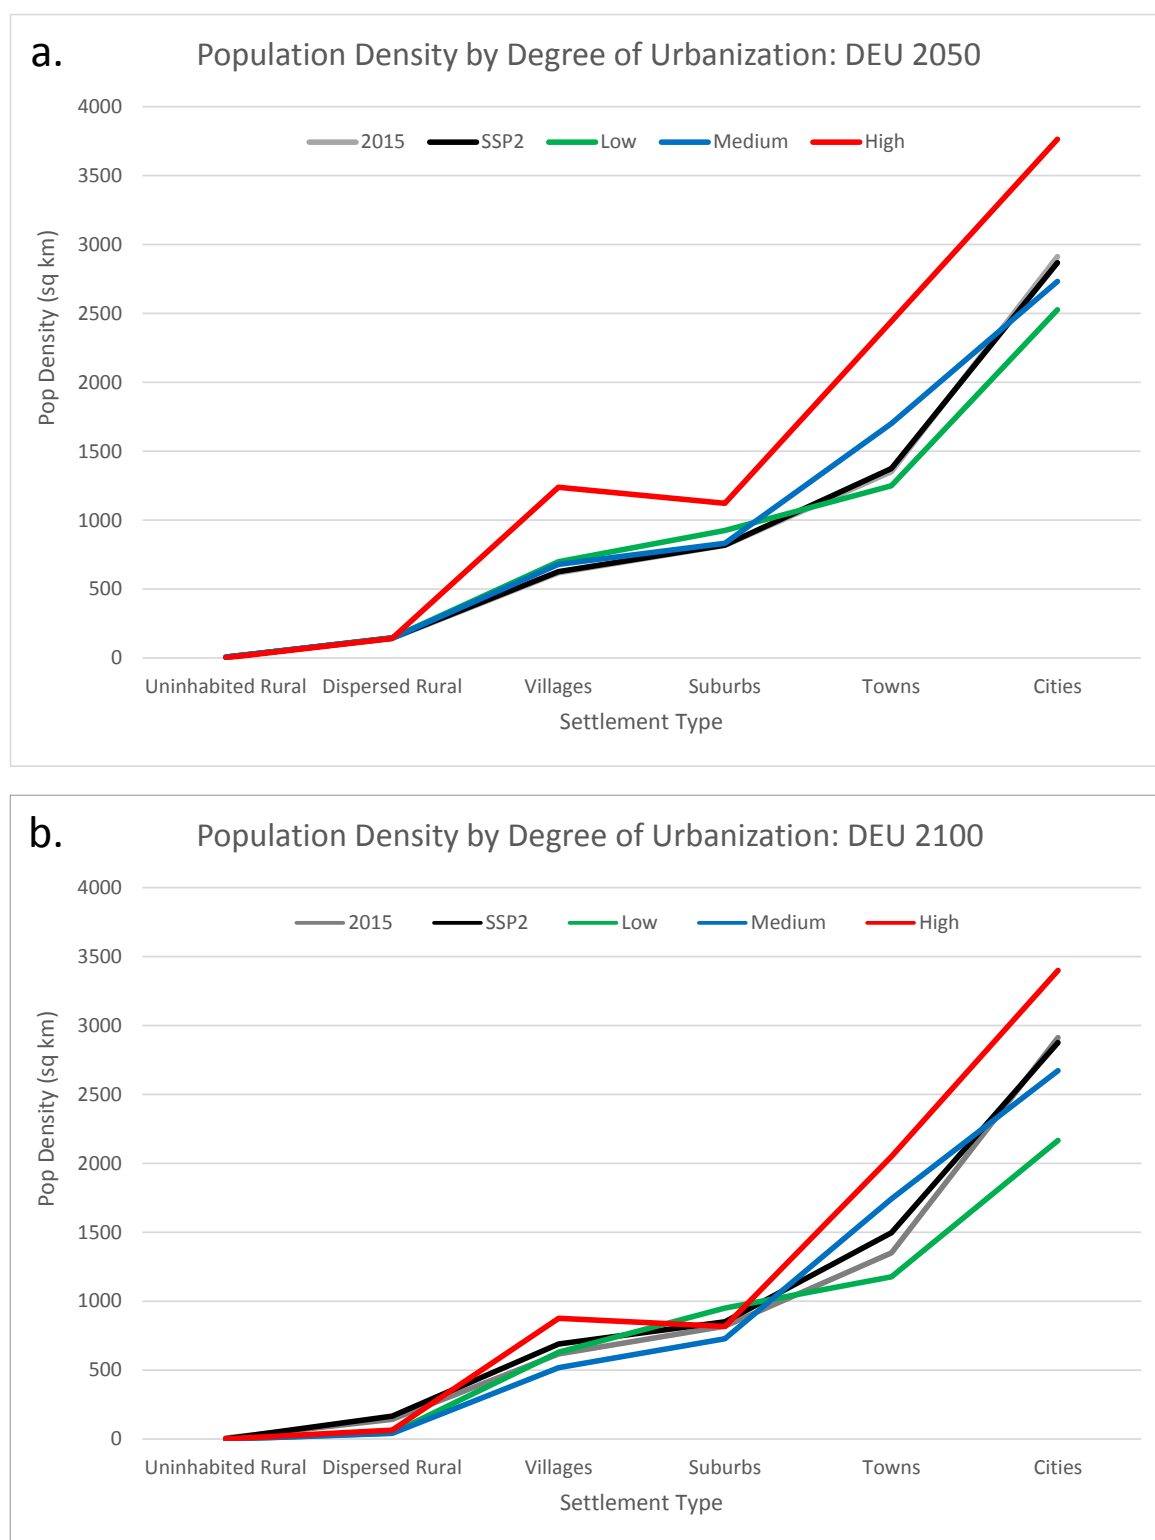 a.
Population Density by Degree of Urbanization: DEU 2050
4000
2015 SSP2 Low Medium High
3500
3000
2500
2000
1500
1000
500
0
Pop Density (sq km)
Uninhabited Rural Dispersed Rural Villages Suburbs Towns Cities
Settlement Type
b.
Population Density by Degree of Urbanization: DEU 2100
4000
2015 SSP2 Low Medium High
3500
3000
2500
2000
1500
1000
500
0
Pop Density (sq km)
Uninhabited Rural Dispersed Rural Villages Suburbs Towns Cities
Settlement Type